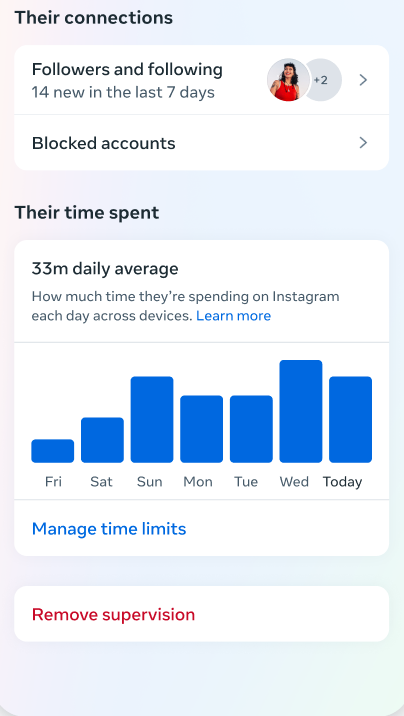 Their connections
Followers and following
14 new in the last 7 days
+2
Blocked accounts
Their time spent
33m daily average
How much time they’re spending on Instagram
each day across devices. Learn more
Fri Sat Sun Mon Tue Wed Today
Manage time limits
Remove supervision